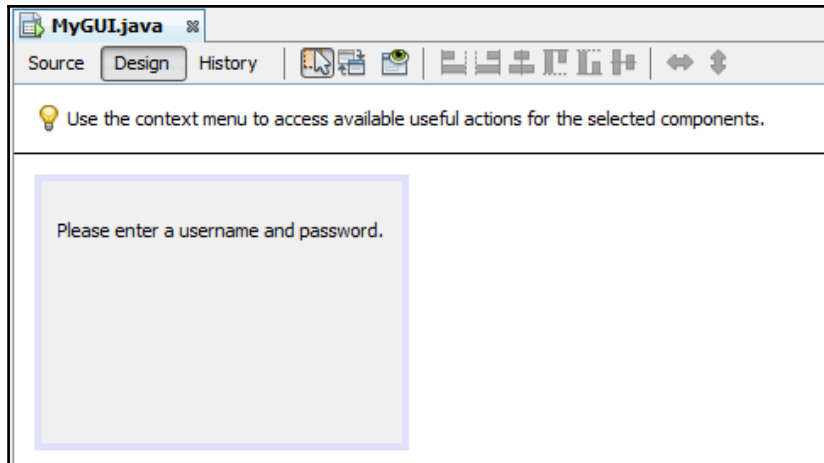 MyGUI.java
Source Design History
Use the context menu to access available useful actions for the selected components.
Please enter a username and password.